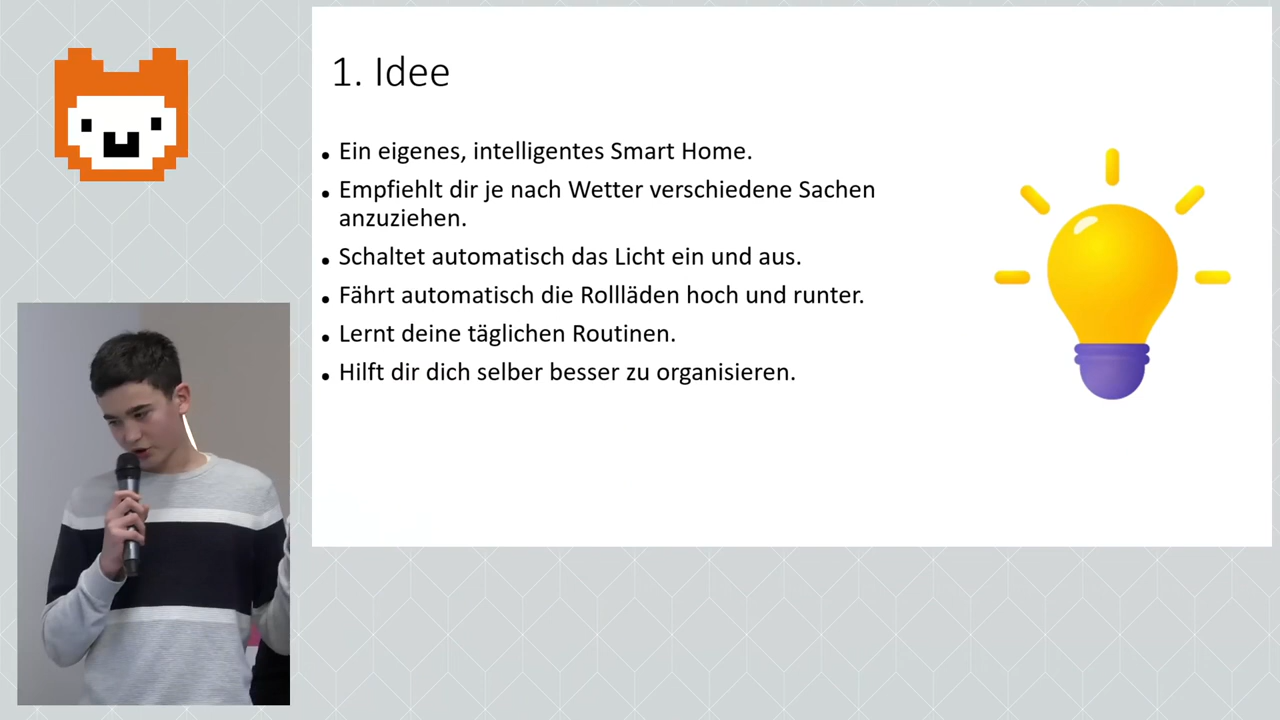 1. Idee
• Ein eigenes, intelligentes Smart Home.
• Empfiehlt dir je nach Wetter verschiedene Sachen
anzuziehen.
• Schaltet automatisch das Licht ein und aus.
• Fährt automatisch die Rollläden hoch und runter.
• Lernt deine täglichen Routinen.
• Hilft dir dich selber besser zu organisieren.